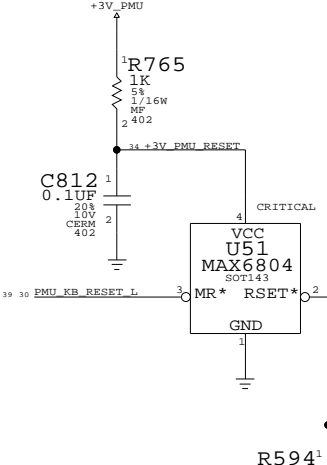 +3V_PMU
1
R765
1K
5%
1/16W
MF
2 402
34 +3V_PMU_RESET
C812 1
0.1UF
20%
10V 2
CERM
402
4
CRITICAL
VCC
U51
MAX6804
SOT143
39 30 PMU_KB_RESET_L 3 MR* RSET* 2
GND
1
R594 1